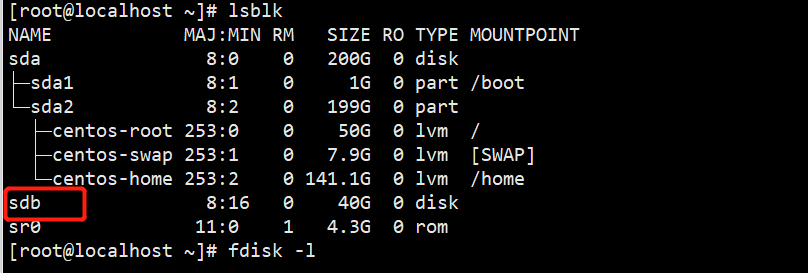 [root@localhost ~]# lsblk
NAME            MAJ:MIN RM   SIZE RO TYPE MOUNTPOINT
sda               8:0    0   200G  0 disk
├─sda1            8:1    0     1G  0 part /boot
└─sda2            8:2    0   199G  0 part
  ├─centos-root 253:0    0    50G  0 lvm  /
  ├─centos-swap 253:1    0   7.9G  0 lvm  [SWAP]
  └─centos-home 253:2    0 141.1G  0 lvm  /home
sdb               8:16   0    40G  0 disk
sr0              11:0    1   4.3G  0 rom
[root@localhost ~]# fdisk -l